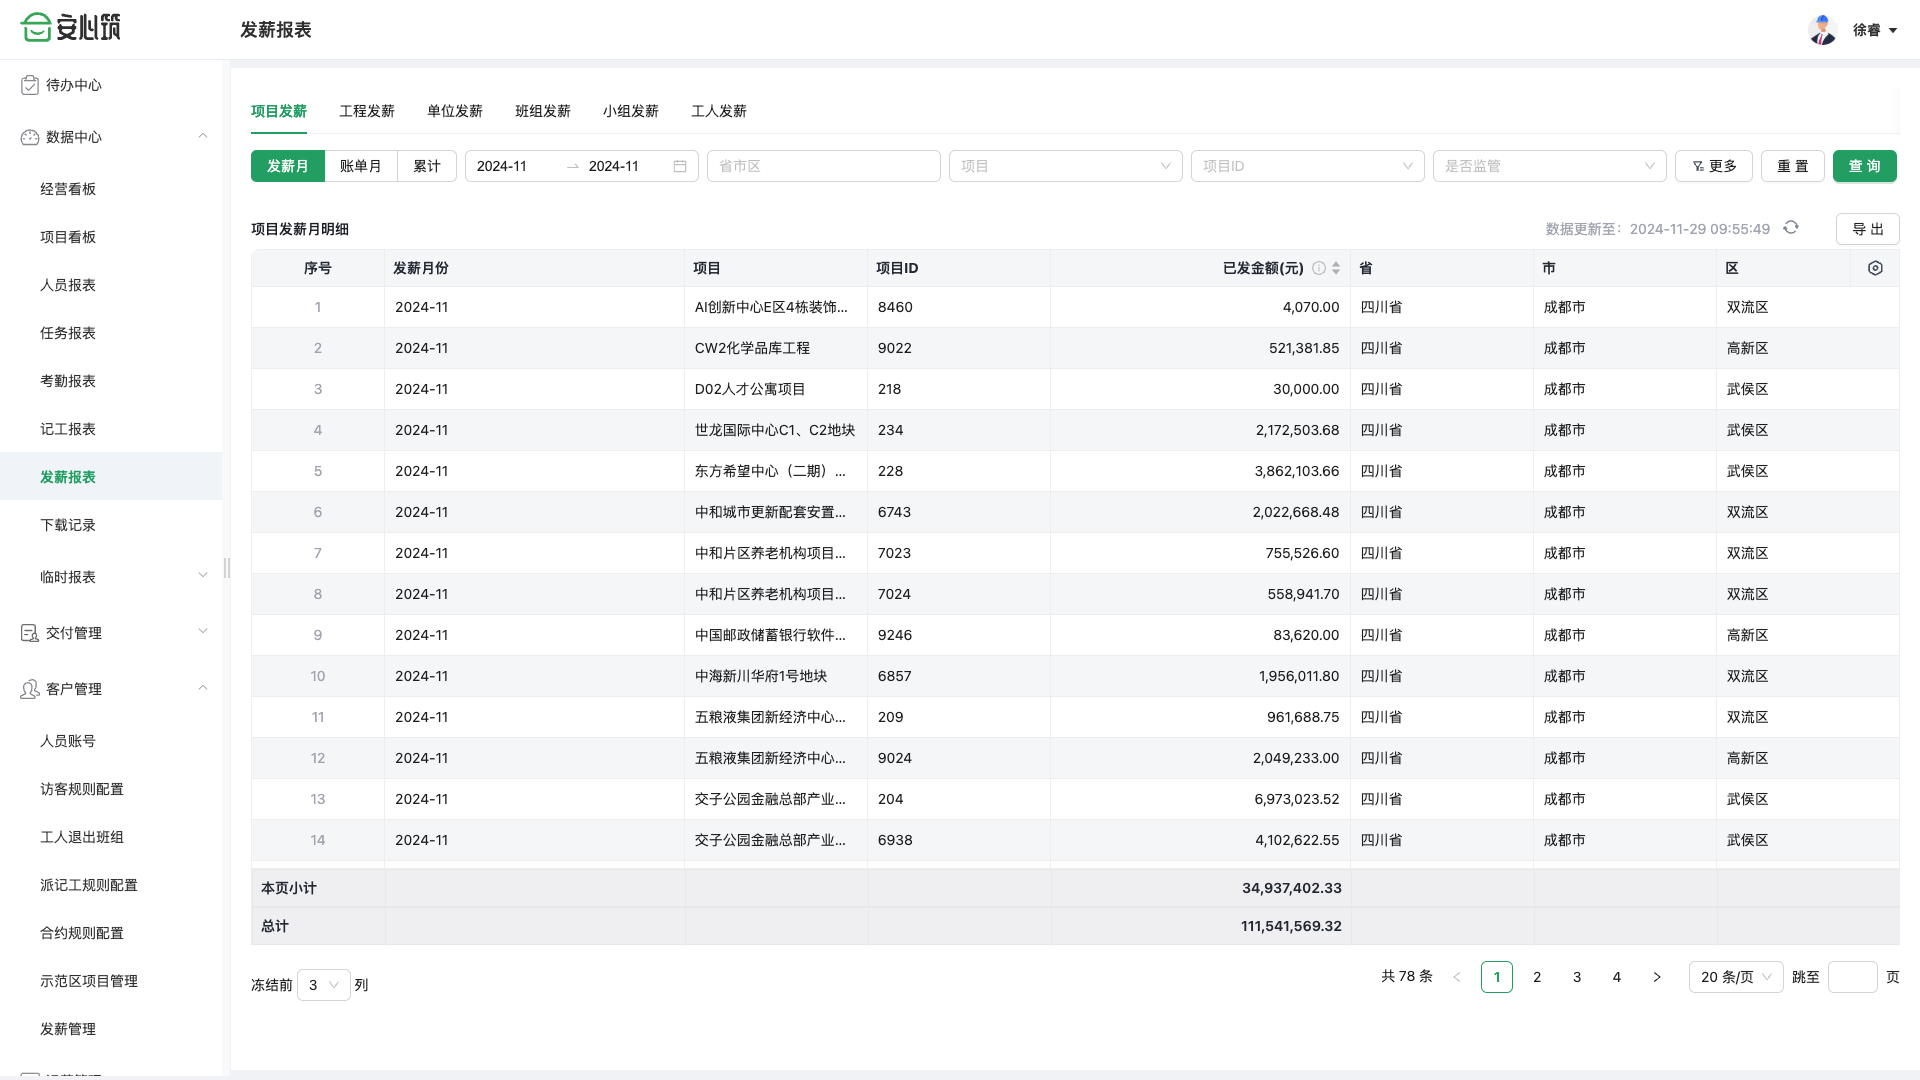 安心筑
发薪报表
徐睿
待办中心
数据中心
经营看板
项目看板
人员报表
任务报表
考勤报表
记工报表
发薪报表
下载记录
临时报表
交付管理
客户管理
人员账号
访客规则配置
工人退出班组
派记工规则配置
合约规则配置
示范区项目管理
发薪管理
项目发薪 工程发薪 单位发薪 班组发薪 小组发薪 工人发薪
发薪月 账单月 累计 2024-11 → 2024-11 省市区 项目 项目ID 是否监管 更多 重 置 查 询
项目发薪月明细 数据更新至：2024-11-29 09:55:49 导 出
序号 发薪月份 项目 项目ID 已发金额(元) 省 市 区
1 2024-11 AI创新中心E区4栋装饰... 8460 4,070.00 四川省 成都市 双流区
2 2024-11 CW2化学品库工程 9022 521,381.85 四川省 成都市 高新区
3 2024-11 D02人才公寓项目 218 30,000.00 四川省 成都市 武侯区
4 2024-11 世龙国际中心C1、C2地块 234 2,172,503.68 四川省 成都市 武侯区
5 2024-11 东方希望中心（二期）... 228 3,862,103.66 四川省 成都市 武侯区
6 2024-11 中和城市更新配套安置... 6743 2,022,668.48 四川省 成都市 双流区
7 2024-11 中和片区养老机构项目... 7023 755,526.60 四川省 成都市 双流区
8 2024-11 中和片区养老机构项目... 7024 558,941.70 四川省 成都市 双流区
9 2024-11 中国邮政储蓄银行软件... 9246 83,620.00 四川省 成都市 高新区
10 2024-11 中海新川华府1号地块 6857 1,956,011.80 四川省 成都市 双流区
11 2024-11 五粮液集团新经济中心... 209 961,688.75 四川省 成都市 双流区
12 2024-11 五粮液集团新经济中心... 9024 2,049,233.00 四川省 成都市 高新区
13 2024-11 交子公园金融总部产业... 204 6,973,023.52 四川省 成都市 武侯区
14 2024-11 交子公园金融总部产业... 6938 4,102,622.55 四川省 成都市 武侯区
本页小计 34,937,402.33
总计 111,541,569.32
冻结前 3 列
共 78 条 < 1 2 3 4 > 20 条/页 跳至 页